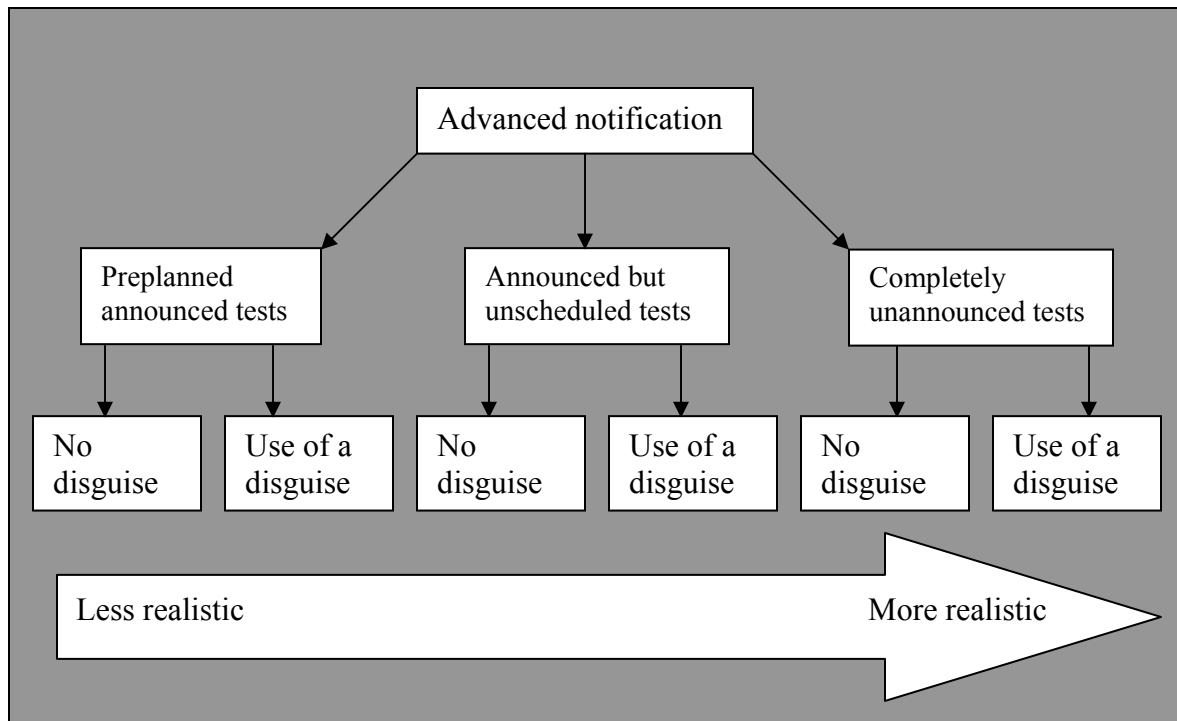 Advanced notification
Preplanned
announced tests
Announced but
unscheduled tests
Completely
unannounced tests
No
disguise
Use of a
disguise
No
disguise
Use of a
disguise
No
disguise
Use of a
disguise
Less realistic
More realistic